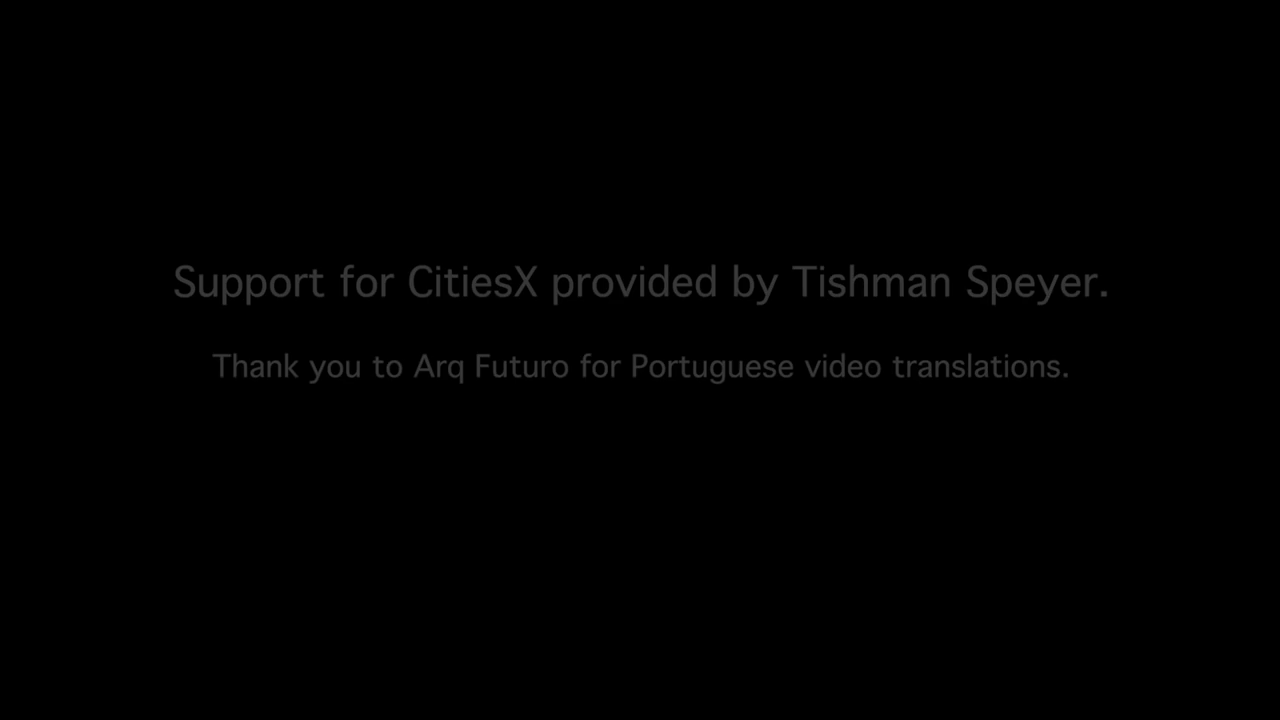 Support for CitiesX provided by Tishman Speyer.
Thank you to Arq Futuro for Portuguese video translations.